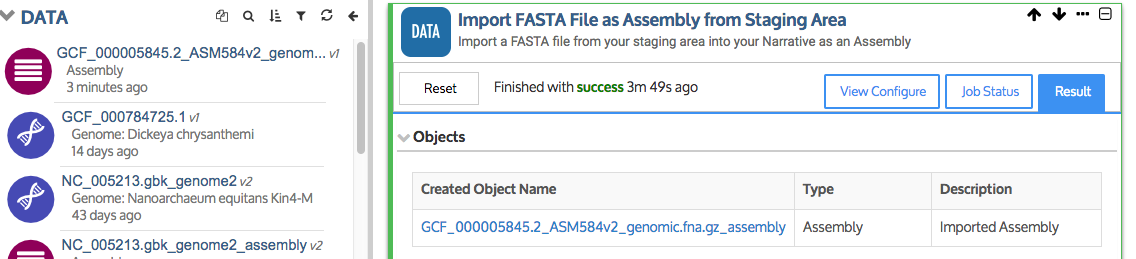 DATA
GCF_000005845.2_ASM584v2_genom... v1
Assembly
3 minutes ago
GCF_000784725.1 v1
Genome: Dickeya chrysanthemi
14 days ago
NC_005213.gbk_genome2 v2
Genome: Nanoarchaeum equitans Kin4-M
43 days ago
NC_005213.gbk_genome2_assembly v2
DATA
Import FASTA File as Assembly from Staging Area
Import a FASTA file from your staging area into your Narrative as an Assembly
Reset
Finished with success 3m 49s ago
View Configure
Job Status
Result
Objects
Created Object Name
Type
Description
GCF_000005845.2_ASM584v2_genomic.fna.gz_assembly
Assembly
Imported Assembly